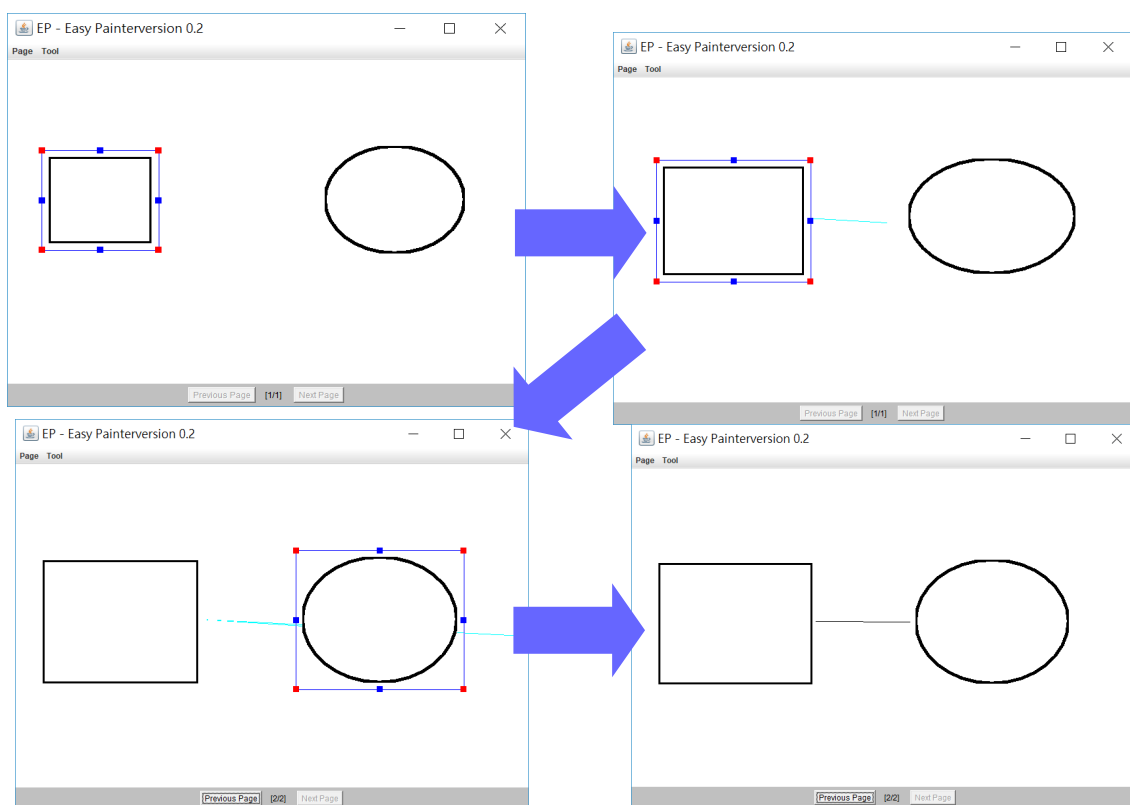 EP - Easy Painterversion 0.2
Page Tool
Previous Page [1/1] Next Page
EP - Easy Painterversion 0.2
Page Tool
Previous Page [1/1] Next Page
EP - Easy Painterversion 0.2
Page Tool
Previous Page [2/2] Next Page
EP - Easy Painterversion 0.2
Page Tool
Previous Page [2/2] Next Page